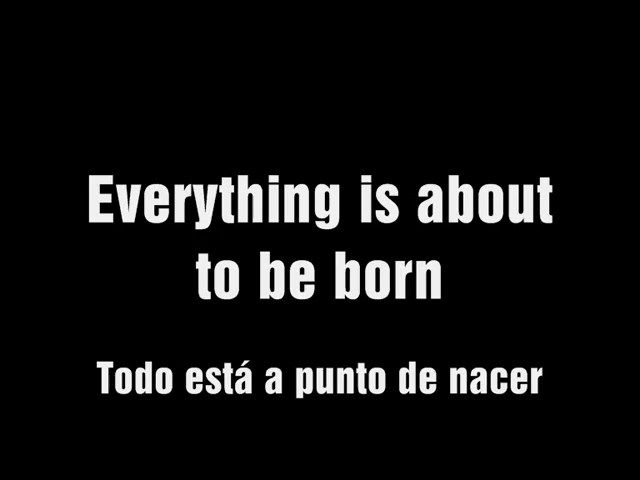 Everything is about
to be born
Todo está a punto de nacer